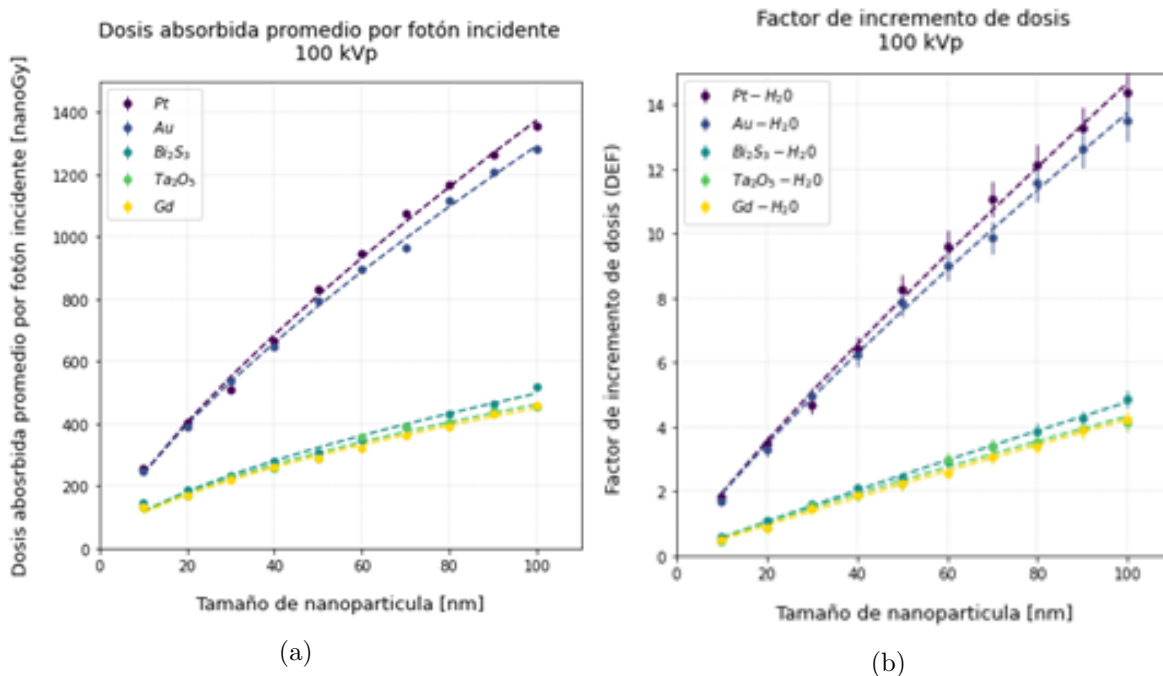 Dosis absorbida promedio por fotón incidente
100 kVp
Dosis abosrbida promedio por fotón incidente [nanoGy]
1400
1200
1000
800
600
400
200
0
Pt
Au
Bi₂S₃
Ta₂O₅
Gd
0 20 40 60 80 100
Tamaño de nanoparticula [nm]
(a)
Factor de incremento de dosis
100 kVp
Factor de incremento de dosis (DEF)
14
12
10
8
6
4
2
0
Pt − H₂0
Au − H₂0
Bi₂S₃ − H₂0
Ta₂O₅ − H₂0
Gd − H₂0
0 20 40 60 80 100
Tamaño de nanoparticula [nm]
(b)